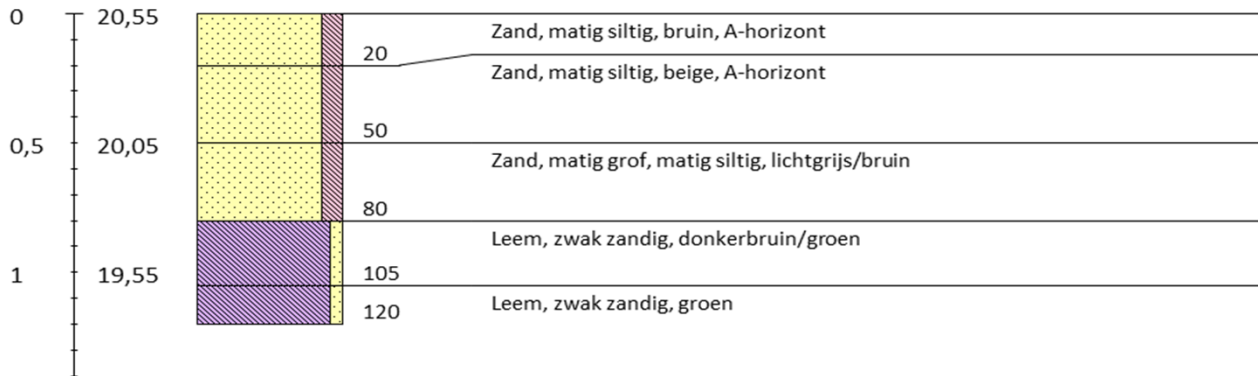 0 20,55
Zand, matig siltig, bruin, A-horizont
20
Zand, matig siltig, beige, A-horizont
50
0,5 20,05
Zand, matig grof, matig siltig, lichtgrijs/bruin
80
Leem, zwak zandig, donkerbruin/groen
1 19,55 105
Leem, zwak zandig, groen
120